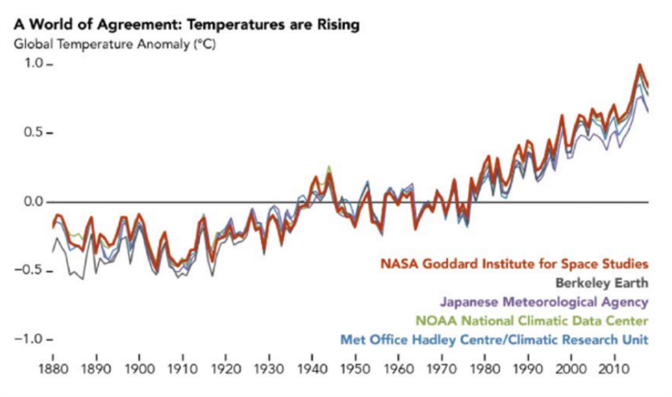 A World of Agreement: Temperatures are Rising
Global Temperature Anomaly (°C)
1.0
0.5
0.0
−0.5
−1.0
NASA Goddard Institute for Space Studies
Berkeley Earth
Japanese Meteorological Agency
NOAA National Climatic Data Center
Met Office Hadley Centre/Climatic Research Unit
1880 1890 1900 1910 1920 1930 1940 1950 1960 1970 1980 1990 2000 2010